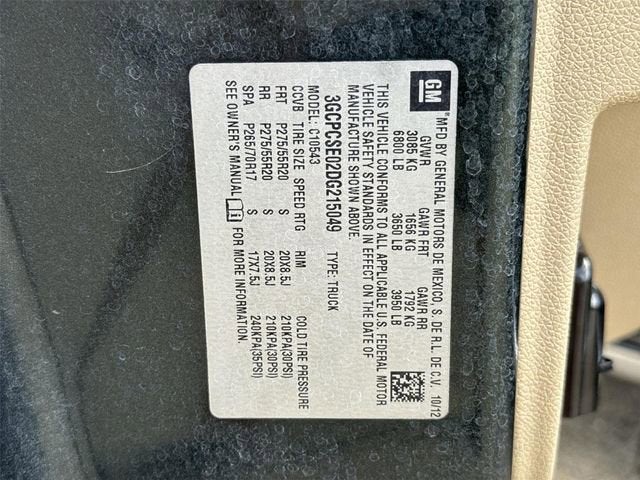 GM
MFD BY GENERAL MOTORS DE MEXICO, S. DE R.L. DE C.V. 10/12
GVWR GAWR FRT GAWR RR
3085 KG 1656 KG 1792 KG
6800 LB 3650 LB 3950 LB
THIS VEHICLE CONFORMS TO ALL APPLICABLE U.S. FEDERAL MOTOR
VEHICLE SAFETY STANDARDS IN EFFECT ON THE DATE OF
MANUFACTURE SHOWN ABOVE.
3GCPCSE02DG215049 TYPE: TRUCK
MODEL: C10543
CCVB TIRE SIZE SPEED RTG RIM COLD TIRE PRESSURE
FRT P275/55R20 S 20X8.5J 210KPA(30PSI)
RR P275/55R20 S 20X8.5J 210KPA(30PSI)
SPA P265/70R17 S 17X7.5J 240KPA(35PSI)
SEE OWNER'S MANUAL FOR MORE INFORMATION.